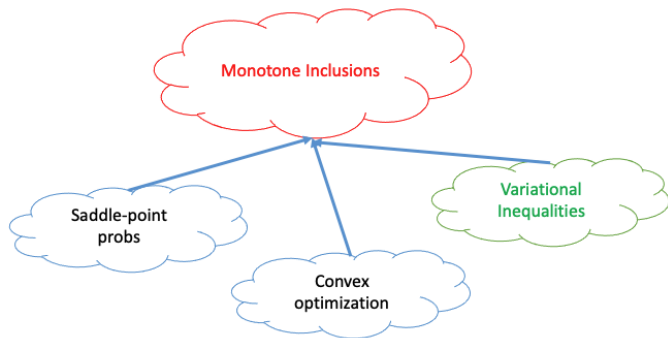 Monotone Inclusions
Saddle-point
probs
Variational
Inequalities
Convex
optimization